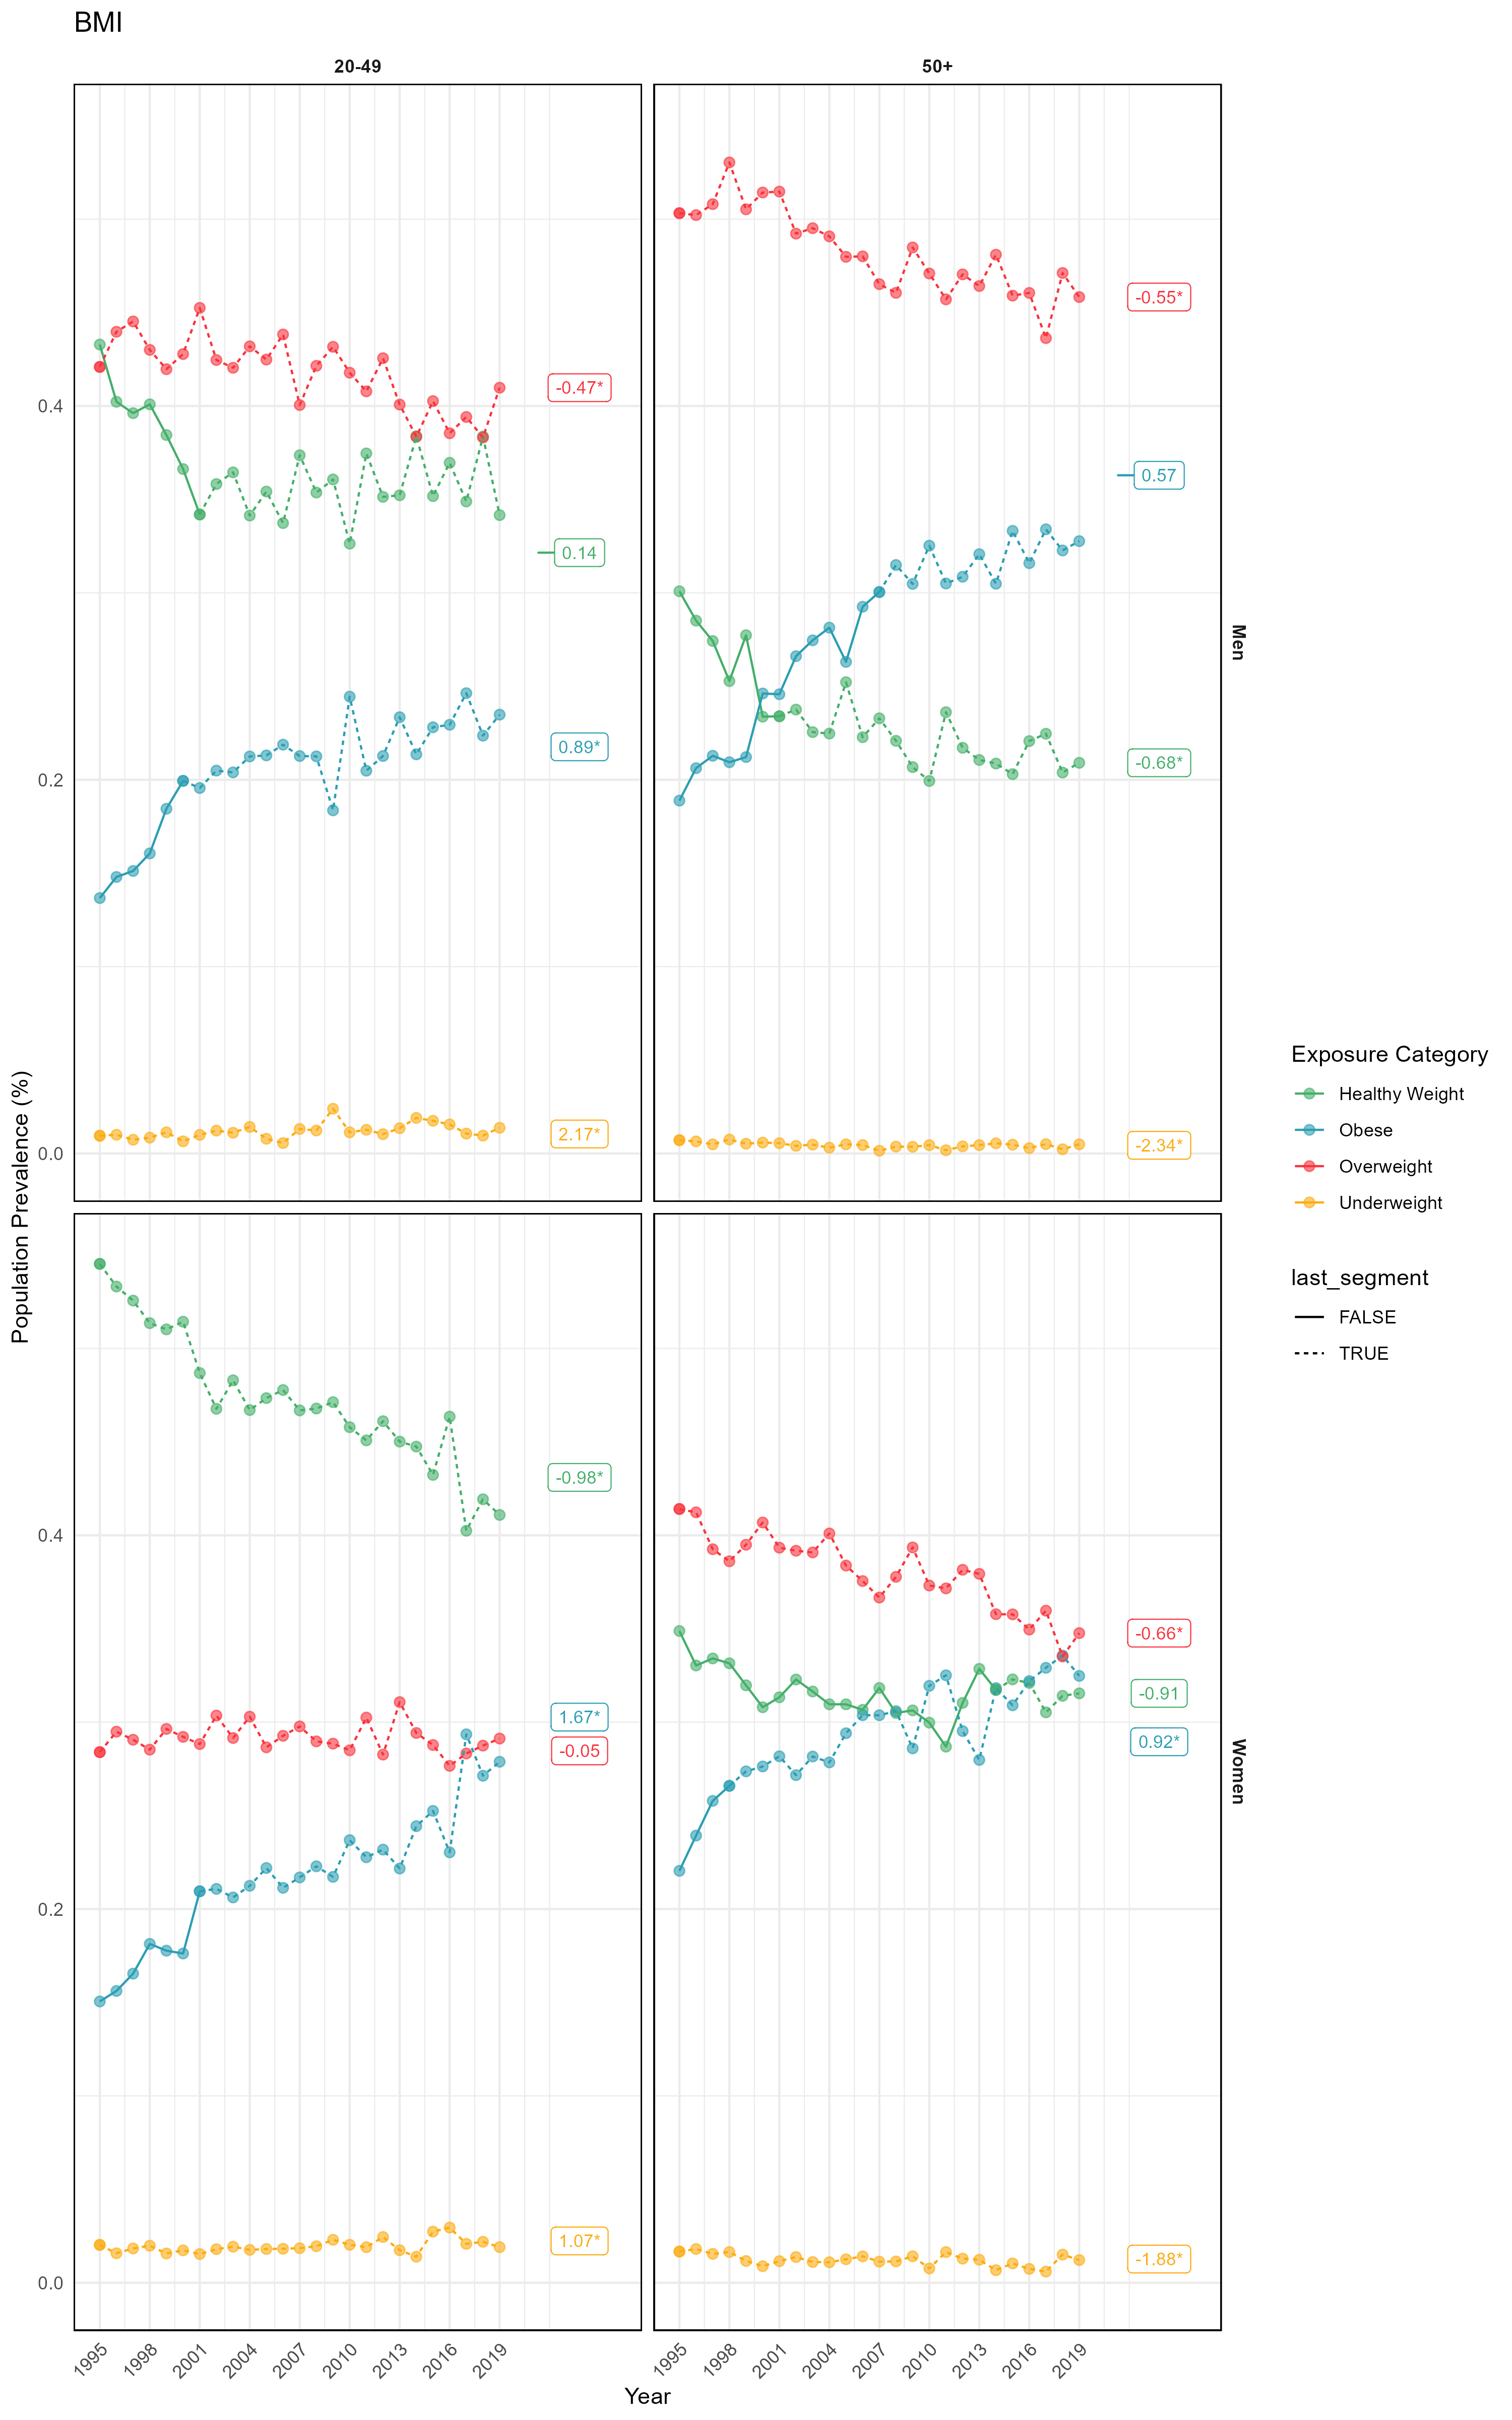 BMI
20-49
50+
-0.47*
0.14
0.89*
2.17*
-0.55*
0.57
-0.68*
-2.34*
Men
0.4
0.2
0.0
Population Prevalence (%)
-0.98*
1.67*
-0.05
1.07*
-0.66*
-0.91
0.92*
-1.88*
Women
0.4
0.2
0.0
1995 1998 2001 2004 2007 2010 2013 2016 2019
1995 1998 2001 2004 2007 2010 2013 2016 2019
Year
Exposure Category
Healthy Weight
Obese
Overweight
Underweight
last_segment
FALSE
TRUE